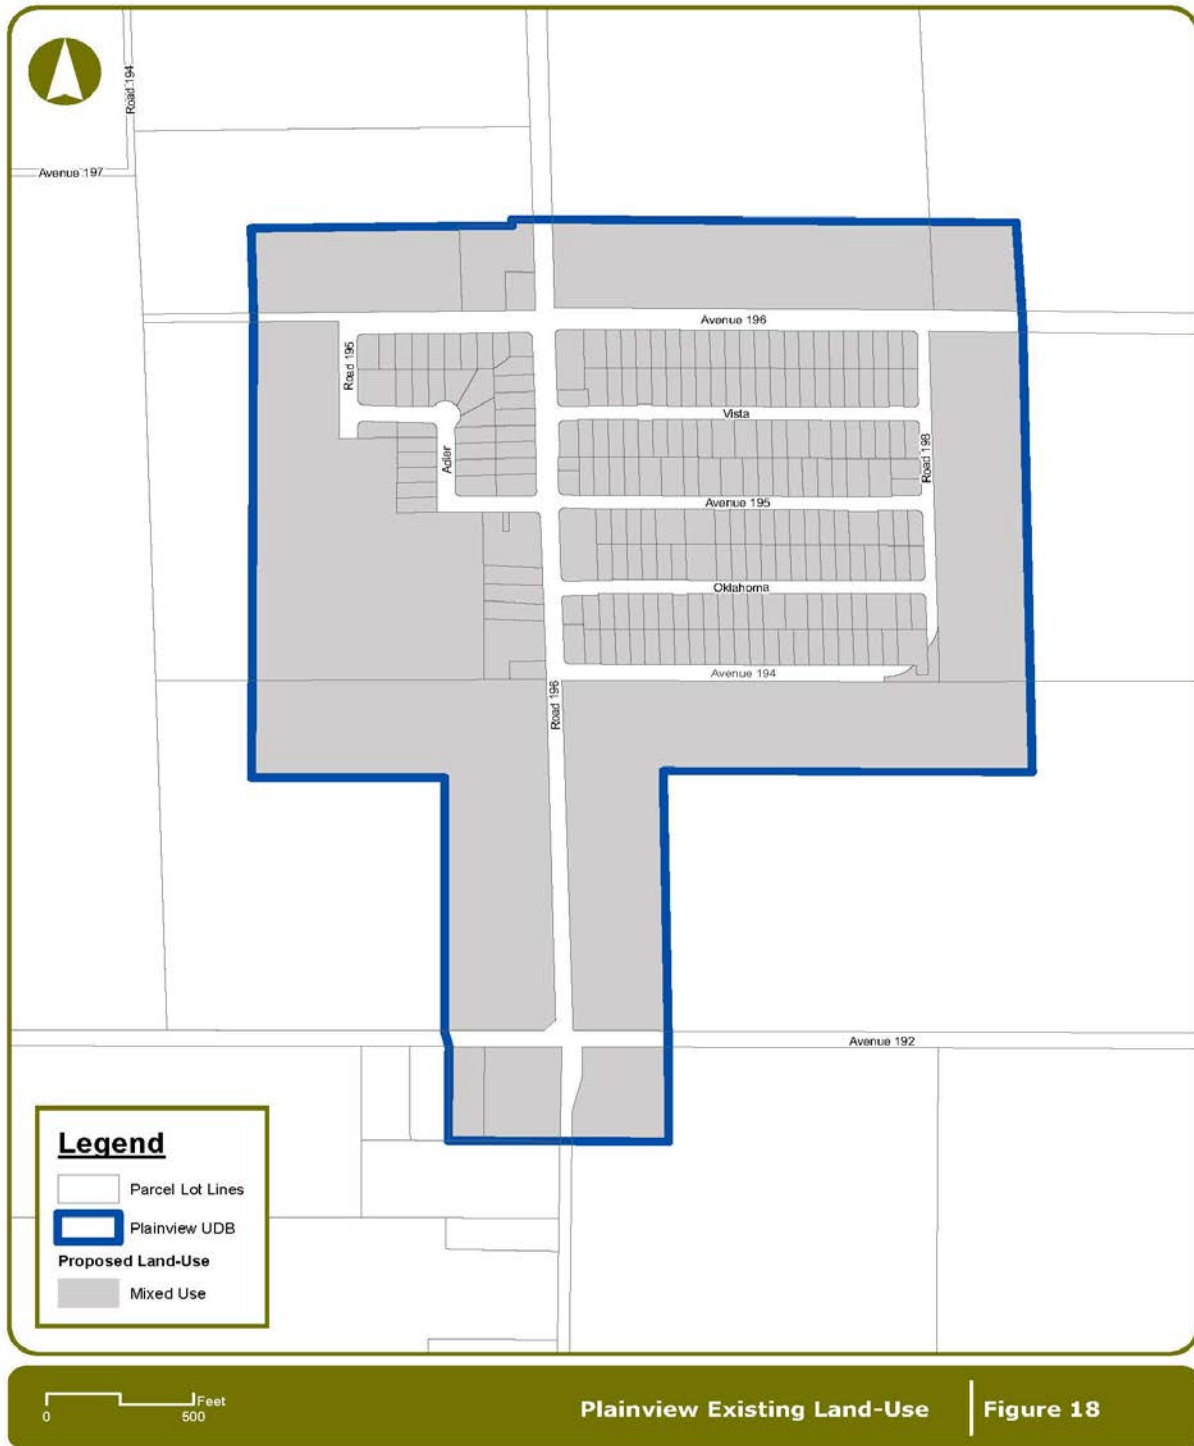 Road 194
Avenue 197
Avenue 196
Road 195
Vista
Adler
Road 198
Avenue 195
Oklahoma
Avenue 194
Road 196
Avenue 192
Legend
Parcel Lot Lines
Plainview UDB
Proposed Land-Use
Mixed Use
Feet
0 500
Plainview Existing Land-Use Figure 18